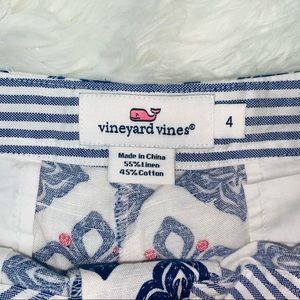 vineyard vines®
4
Made in China
55% Linen
45% Cotton